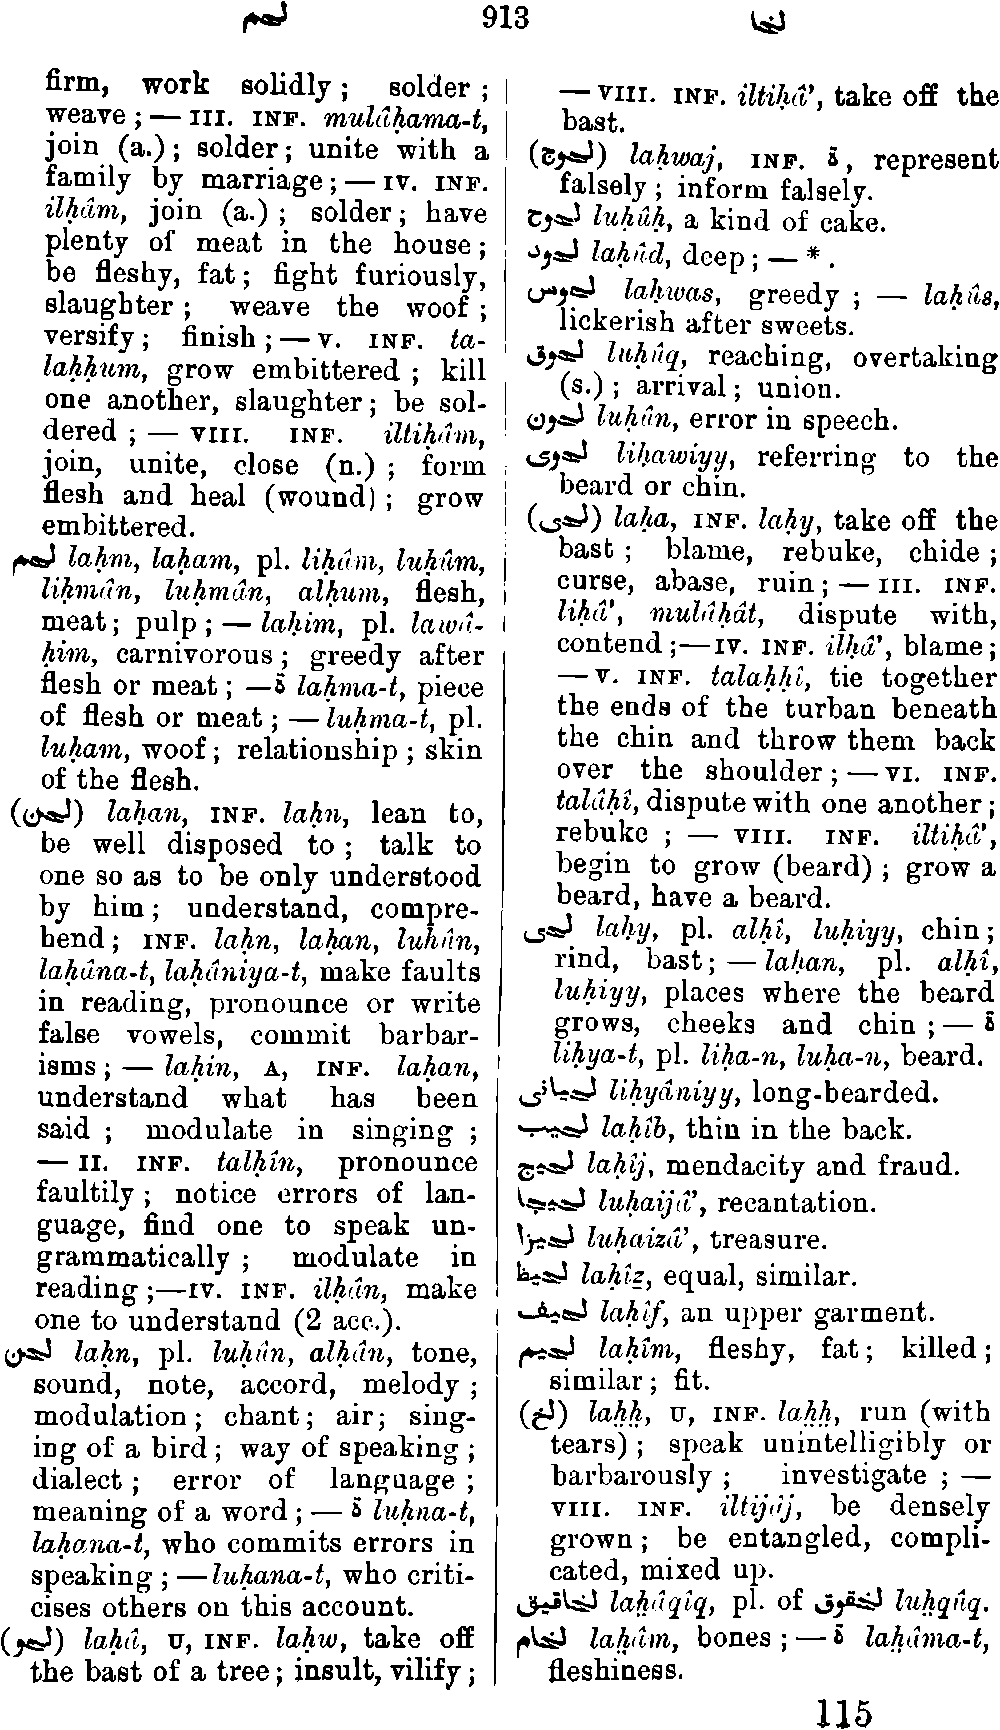 لحم 913 لخا
firm, work solidly ; solder ;
weave ; — III. INF. mulâḥama-t,
join (a.) ; solder ; unite with a
family by marriage ; — IV. INF.
ilḥâm, join (a.) ; solder ; have
plenty of meat in the house ;
be fleshy, fat ; fight furiously,
slaughter ; weave the woof ;
versify ; finish ; — V. INF. ta-
laḥḥum, grow embittered ; kill
one another, slaughter ; be sol-
dered ; — VIII. INF. iltiḥâm,
join, unite, close (n.) ; form
flesh and heal (wound) ; grow
embittered.
لحم laḥm, laḥam, pl. liḥâm, luḥûm,
liḥmân, luḥmân, alḥum, flesh,
meat ; pulp ; — laḥim, pl. lawâ-
ḥim, carnivorous ; greedy after
flesh or meat ; — ة laḥma-t, piece
of flesh or meat ; — luḥma-t, pl.
luḥam, woof ; relationship ; skin
of the flesh.
(لحن) laḥan, INF. laḥn, lean to,
be well disposed to ; talk to
one so as to be only understood
by him ; understand, compre-
hend ; INF. laḥn, laḥan, luḥûn,
laḥâna-t, laḥâniya-t, make faults
in reading, pronounce or write
false vowels, commit barbar-
isms ; — laḥin, A, INF. laḥan,
understand what has been
said ; modulate in singing ;
— II. INF. talḥîn, pronounce
faultily ; notice errors of lan-
guage, find one to speak un-
grammatically ; modulate in
reading ;—IV. INF. ilḥân, make
one to understand (2 acc.).
لحن laḥn, pl. luḥûn, alḥân, tone,
sound, note, accord, melody ;
modulation ; chant ; air ; sing-
ing of a bird ; way of speaking ;
dialect ; error of language ;
meaning of a word ; — ة luḥna-t,
laḥana-t, who commits errors in
speaking ; —luḥana-t, who criti-
cises others on this account.
(لحو) laḥâ, U, INF. laḥw, take off
the bast of a tree ; insult, vilify ;
— VIII. INF. iltiḥâ’, take off the
bast.
(لحوج) laḥwaj, INF. ة, represent
falsely ; inform falsely.
لحوح luḥûḥ, a kind of cake.
لحود laḥûd, deep ; — * .
لحوس laḥwas, greedy ; — laḥûs,
lickerish after sweets.
لحوق luḥûq, reaching, overtaking
(s.) ; arrival ; union.
لحون luḥûn, error in speech.
لحوى liḥawiyy, referring to the
beard or chin.
(لحى) laḥa, INF. laḥy, take off the
bast ; blame, rebuke, chide ;
curse, abase, ruin ; — III. INF.
liḥâ’, mulâḥât, dispute with,
contend ;—IV. INF. ilḥâ’, blame ;
— V. INF. talaḥḥî, tie together
the ends of the turban beneath
the chin and throw them back
over the shoulder ; — VI. INF.
talâḥî, dispute with one another ;
rebuke ; — VIII. INF. iltiḥâ’,
begin to grow (beard) ; grow a
beard, have a beard.
لحى laḥy, pl. alḥî, luḥiyy, chin ;
rind, bast ; — laḥan, pl. alḥî,
luḥiyy, places where the beard
grows, cheeks and chin ; — ة
liḥya-t, pl. liḥa-n, luḥa-n, beard.
لحيانى liḥyâniyy, long-bearded.
لحيب laḥîb, thin in the back.
لحيج laḥîj, mendacity and fraud.
لحيجا luḥaijâ’, recantation.
لحيزا luḥaizâ’, treasure.
لحيظ laḥîẓ, equal, similar.
لحيف laḥîf, an upper garment.
لحيم laḥîm, fleshy, fat ; killed ;
similar ; fit.
(لخ) laḫḫ, U, INF. laḫḫ, run (with
tears) ; speak unintelligibly or
barbarously ; investigate ; —
VIII. INF. iltijâj, be densely
grown ; be entangled, compli-
cated, mixed up.
لخاقيق laḫâqîq, pl. of لخقوق luḫqûq.
لخام laḫâm, bones ; — ة laḫâma-t,
fleshiness.
115